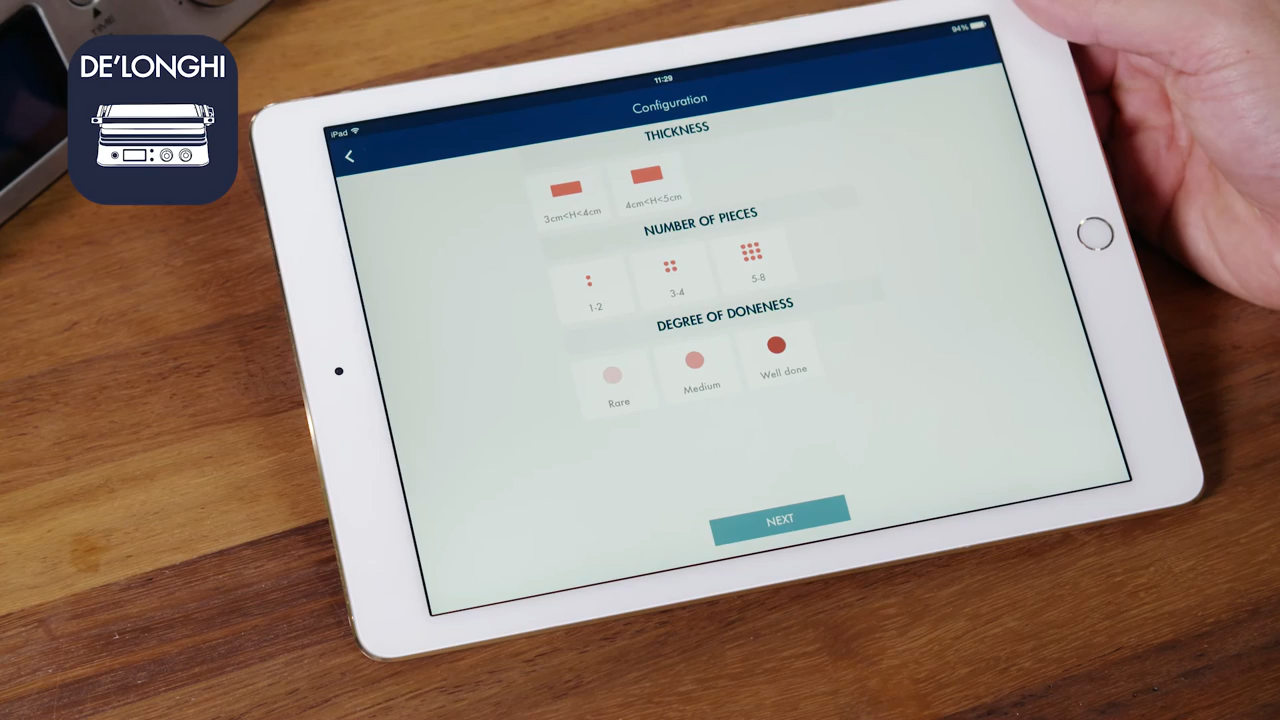 TIME
DE'LONGHI
iPad
11:29
94%
Configuration
THICKNESS
3cm<H<4cm
4cm<H<5cm
NUMBER OF PIECES
1-2
3-4
5-8
DEGREE OF DONENESS
Rare
Medium
Well done
NEXT